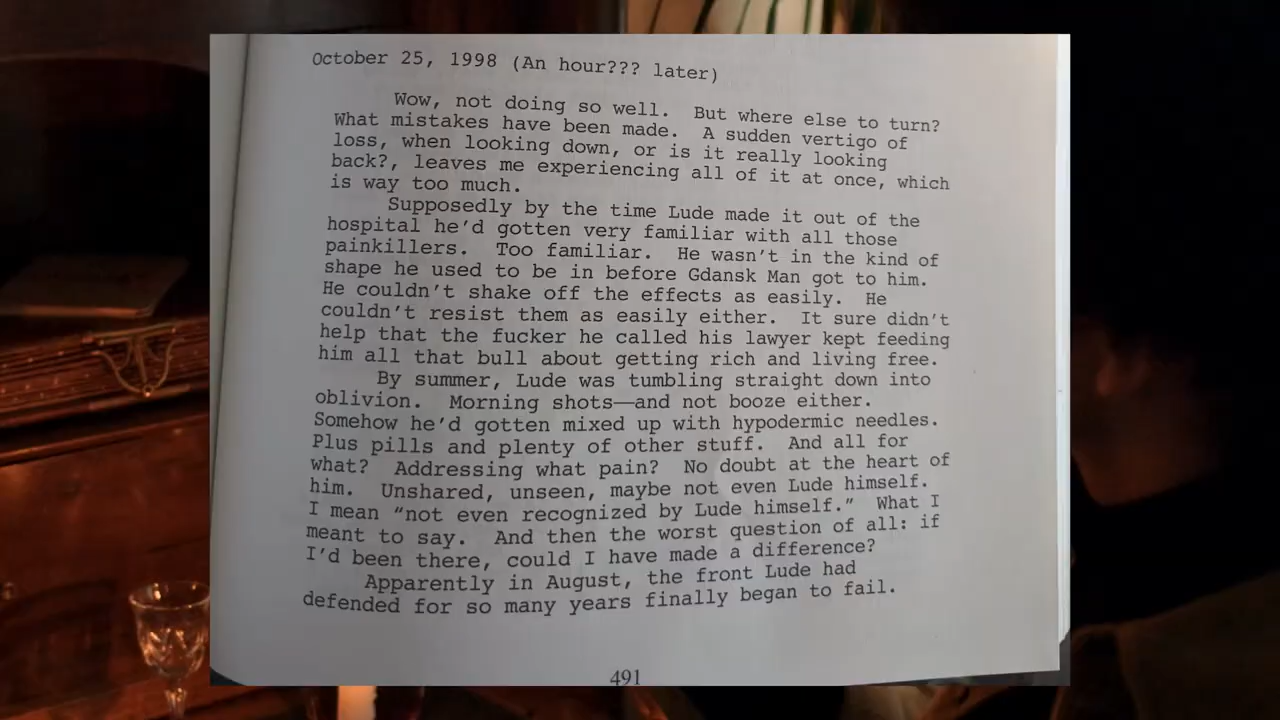 October 25, 1998 (An hour??? later)
Wow, not doing so well. But where else to turn?
What mistakes have been made. A sudden vertigo of
loss, when looking down, or is it really looking
back?, leaves me experiencing all of it at once, which
is way too much.
Supposedly by the time Lude made it out of the
hospital he'd gotten very familiar with all those
painkillers. Too familiar. He wasn't in the kind of
shape he used to be in before Gdansk Man got to him.
He couldn't shake off the effects as easily. He
couldn't resist them as easily either. It sure didn't
help that the fucker he called his lawyer kept feeding
him all that bull about getting rich and living free.
By summer, Lude was tumbling straight down into
oblivion. Morning shots—and not booze either.
Somehow he'd gotten mixed up with hypodermic needles.
Plus pills and plenty of other stuff. And all for
what? Addressing what pain? No doubt at the heart of
him. Unshared, unseen, maybe not even Lude himself.
I mean "not even recognized by Lude himself." What I
meant to say. And then the worst question of all: if
I'd been there, could I have made a difference?
Apparently in August, the front Lude had
defended for so many years finally began to fail.
491